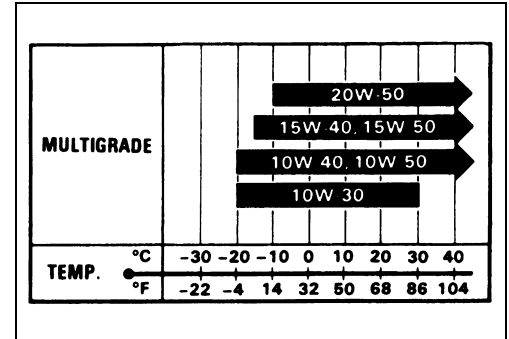 20W-50
15W-40, 15W 50
MULTIGRADE
10W 40, 10W 50
10W-30
TEMP.
°C -30 -20 -10 0 10 20 30 40
°F -22 -4 14 32 50 68 86 104